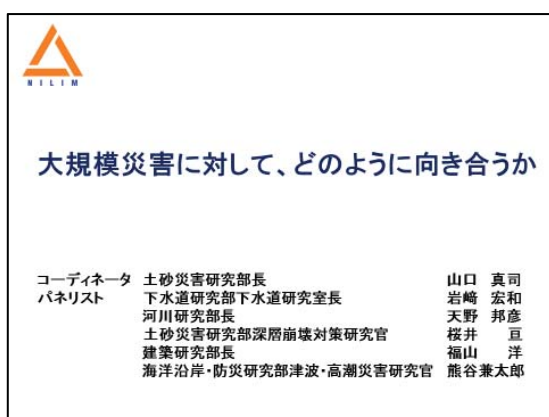 NILIM
大規模災害に対して、どのように向き合うか
コーディネータ 土砂災害研究部長 山口 真司
パネリスト 下水道研究部下水道研究室長 岩﨑 宏和
河川研究部長 天野 邦彦
土砂災害研究部深層崩壊対策研究官 桜井 亘
建築研究部長 福山 洋
海洋沿岸・防災研究部津波・高潮災害研究官 熊谷兼太郎